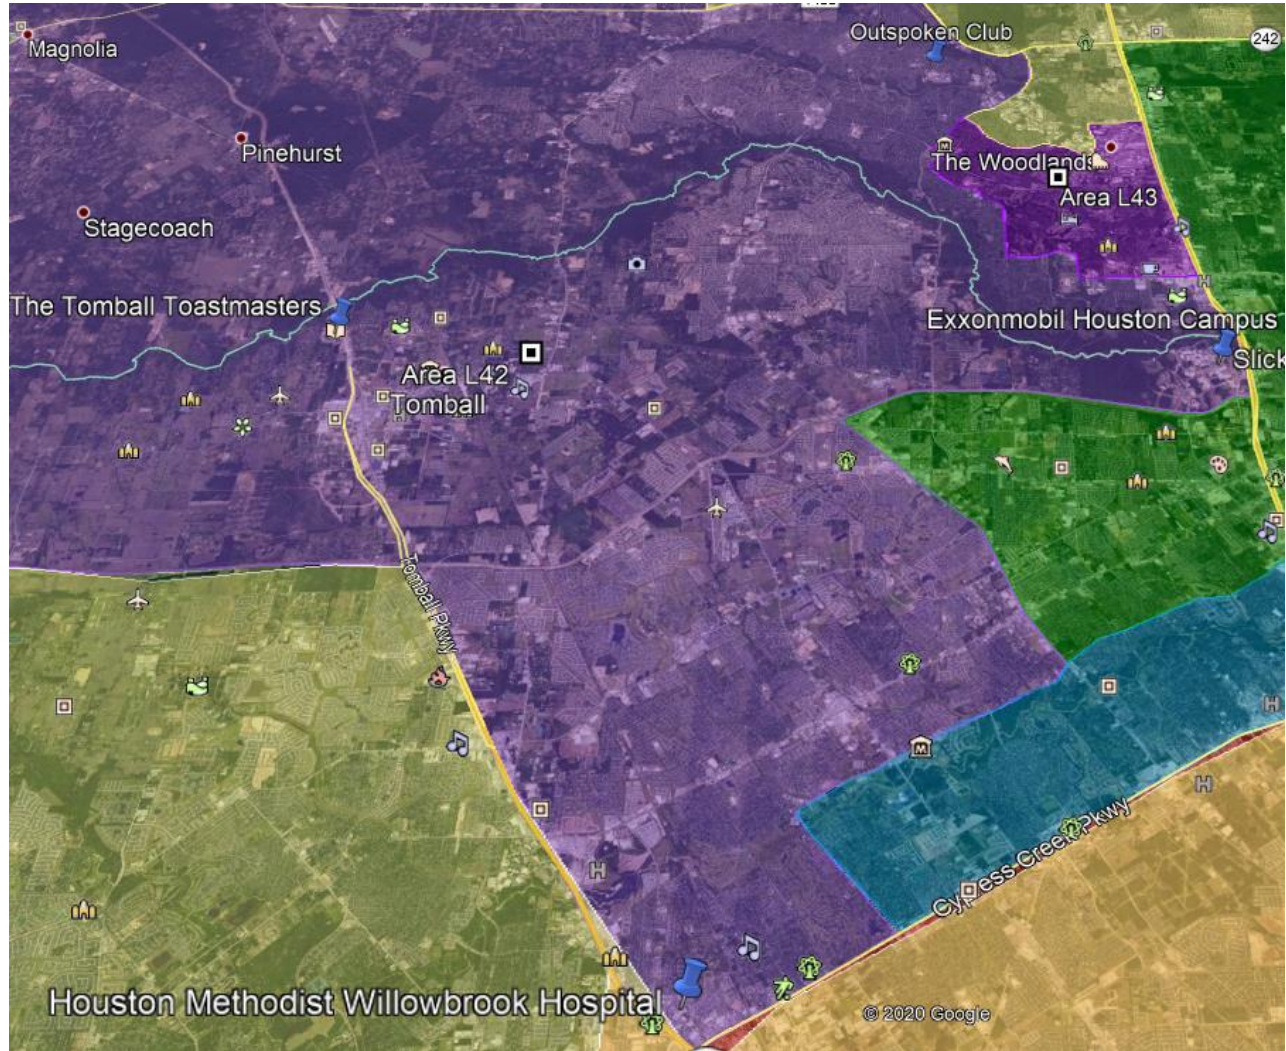 Outspoken Club
242
Magnolia
Pinehurst
The Woodlands
Area L43
Stagecoach
The Tomball Toastmasters
Exxonmobil Houston Campus
Slick
Area L42
Tomball
Tomball Pkwy
Cypress Creek Pkwy
Houston Methodist Willowbrook Hospital
© 2020 Google